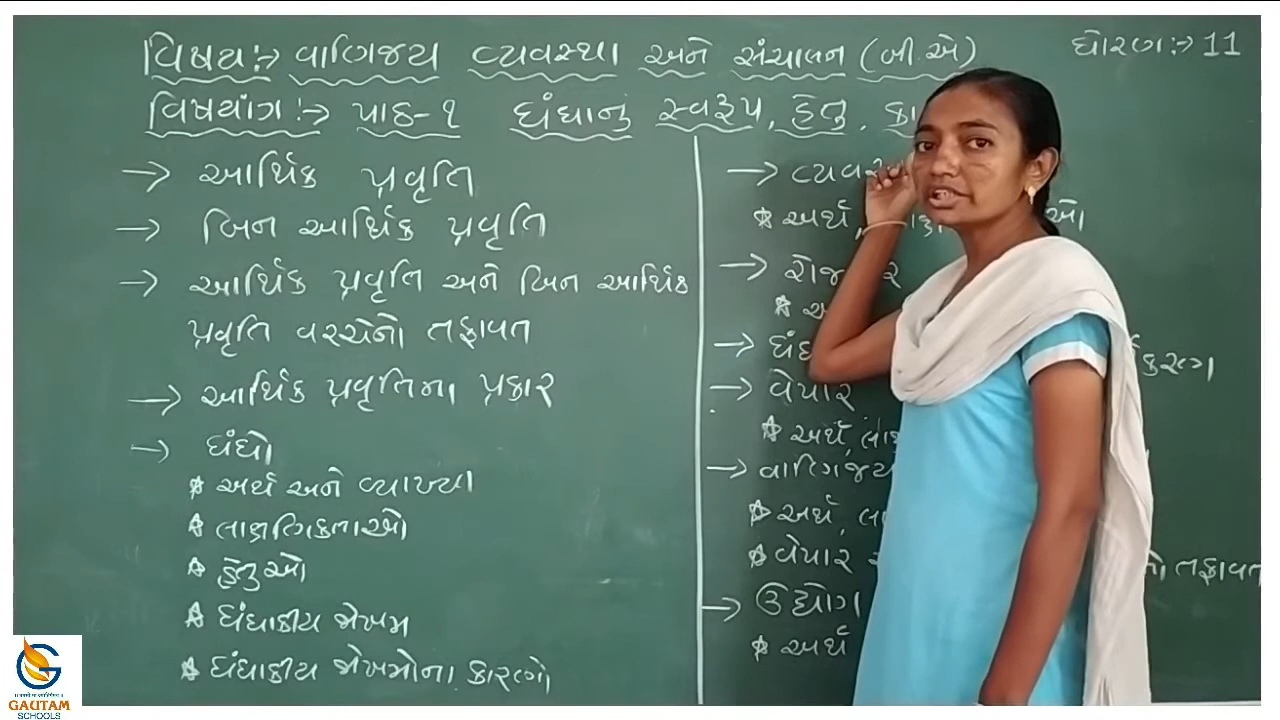 વિષય:-> વાણિજ્ય વ્યવસ્થા અને સંચાલન (બી.એ)
ધોરણ:-> 11
વિષયાંગ:-> પાઠ-૧ ધંધાનું સ્વરૂપ, હેતુ,
-> આર્થિક પ્રવૃતિ
-> બિન આર્થિક પ્રવૃતિ
-> આર્થિક પ્રવૃતિ અને બિન આર્થિક
પ્રવૃતિ વચ્ચેનો તફાવત
-> આર્થિક પ્રવૃતિના પ્રકાર
-> ધંધો
* અર્થ અને વ્યાખ્યા
* લાક્ષણિકતાઓ
* હેતુઓ
* ધંધાકીય જોખમ
* ધંધાકીય જોખમોના કારણો
->
* અર્થ,
->
*
->
-> વેપાર
* અર્થ,
-> વાણિજ્ય
* અર્થ,
* વેપાર
તફાવત
-> ઉદ્યોગ
* અર્થ
GAUTAM
SCHOOLS